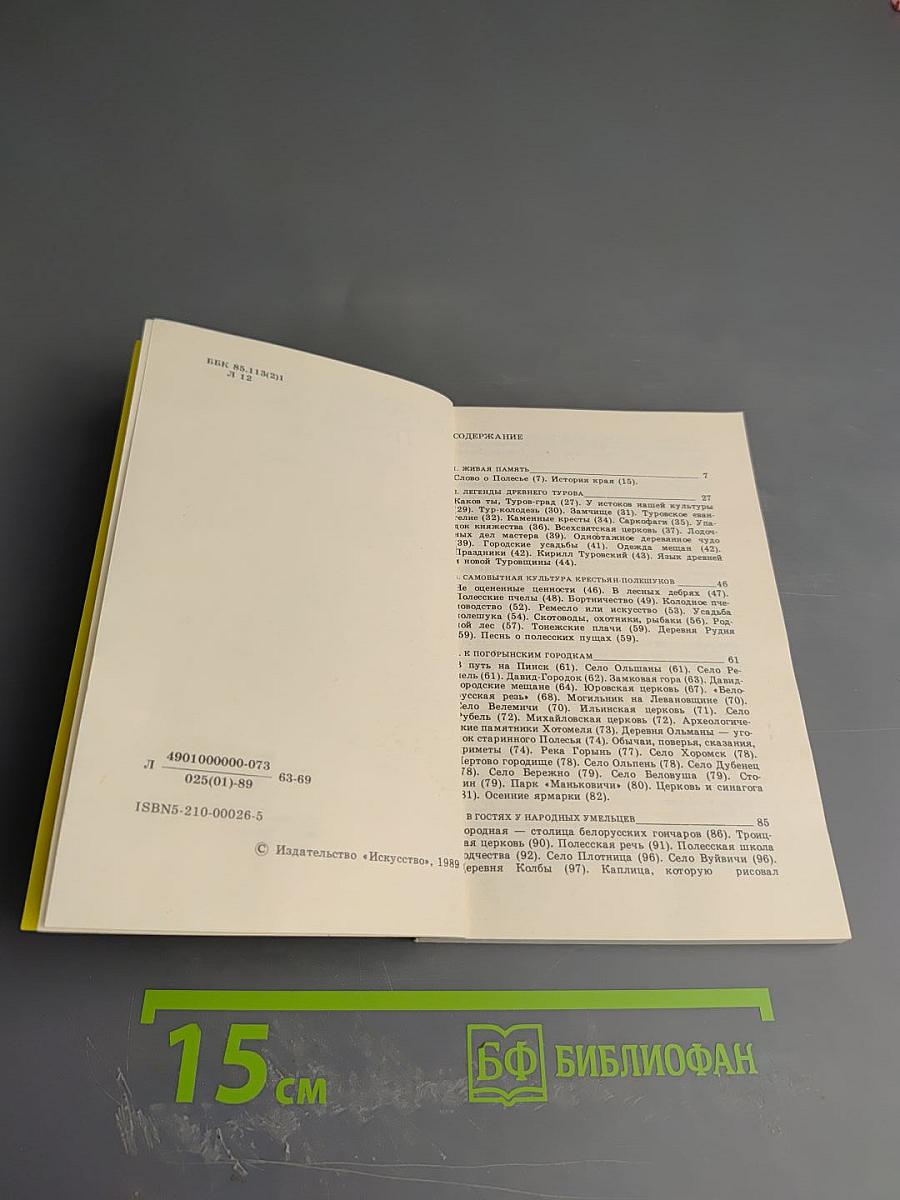 ББК 85.113(2)1
Л 12
Л 4901000000-073
025(01)-89
63-69
ISBN5-210-00026-5
© Издательство «Искусство», 1989
СОДЕРЖАНИЕ
. ЖИВАЯ ПАМЯТЬ 7
Слово о Полесье (7). История края (15).
. ЛЕГЕНДЫ ДРЕВНЕГО ТУРОВА 27
Каков ты, Туров-град (27). У истоков нашей культуры
(29). Тур-колодезь (30). Замчище (31). Туровское еван-
гелие (32). Каменные кресты (34). Саркофаги (35). Упа-
док княжества (36). Всехсвятская церковь (37). Лодоч-
ных дел мастера (39). Одноэтажное деревянное чудо
(39). Городские усадьбы (41). Одежда мещан (42).
Праздники (42). Кирилл Туровский (43). Язык древней
и новой Туровщины (44).
. САМОБЫТНАЯ КУЛЬТУРА КРЕСТЬЯН-ПОЛЕШУКОВ 46
Не оцененные ценности (46). В лесных дебрях (47).
Полесские пчелы (48). Бортничество (49). Колодное пче-
новодство (52). Ремесло или искусство (53). Усадьба
полешука (54). Скотоводы, охотники, рыбаки (56). Род-
ной лес (57). Тонежские плачи (59). Деревня Рудня
(59). Песнь о полесских пущах (59).
. К ПОГОРЫНСКИМ ГОРОДКАМ 61
В путь на Пинск (61). Село Ольшаны (61). Село Ре-
мель (61). Давид-Городок (62). Замковая гора (63). Давид-
ородские мещане (64). Юровская церковь (67). «Бело-
русская резь» (68). Могильник на Левановщине (70).
Село Велемичи (70). Ильинская церковь (71). Село
Рубель (72). Михайловская церковь (72). Археологиче-
ские памятники Хотомеля (73). Деревня Ольманы — уго-
лок старинного Полесья (74). Обычаи, поверья, сказания,
приметы (74). Река Горынь (77). Село Хоромск (78).
Чертово городище (78). Село Ольпень (78). Село Дубенец
(78). Село Бережно (79). Село Беловуша (79). Сто-
лин (79). Парк «Маньковичи» (80). Церковь и синагога
81). Осенние ярмарки (82).
В ГОСТЯХ У НАРОДНЫХ УМЕЛЬЦЕВ 85
ородная — столица белорусских гончаров (86). Троиц-
кая церковь (90). Полесская речь (91). Полесская школа
одчества (92). Село Плотница (96). Село Вуйвичи (96).
Деревня Колбы (97). Каплица, которую рисовал
15 см
БФ БИБЛИОФАН